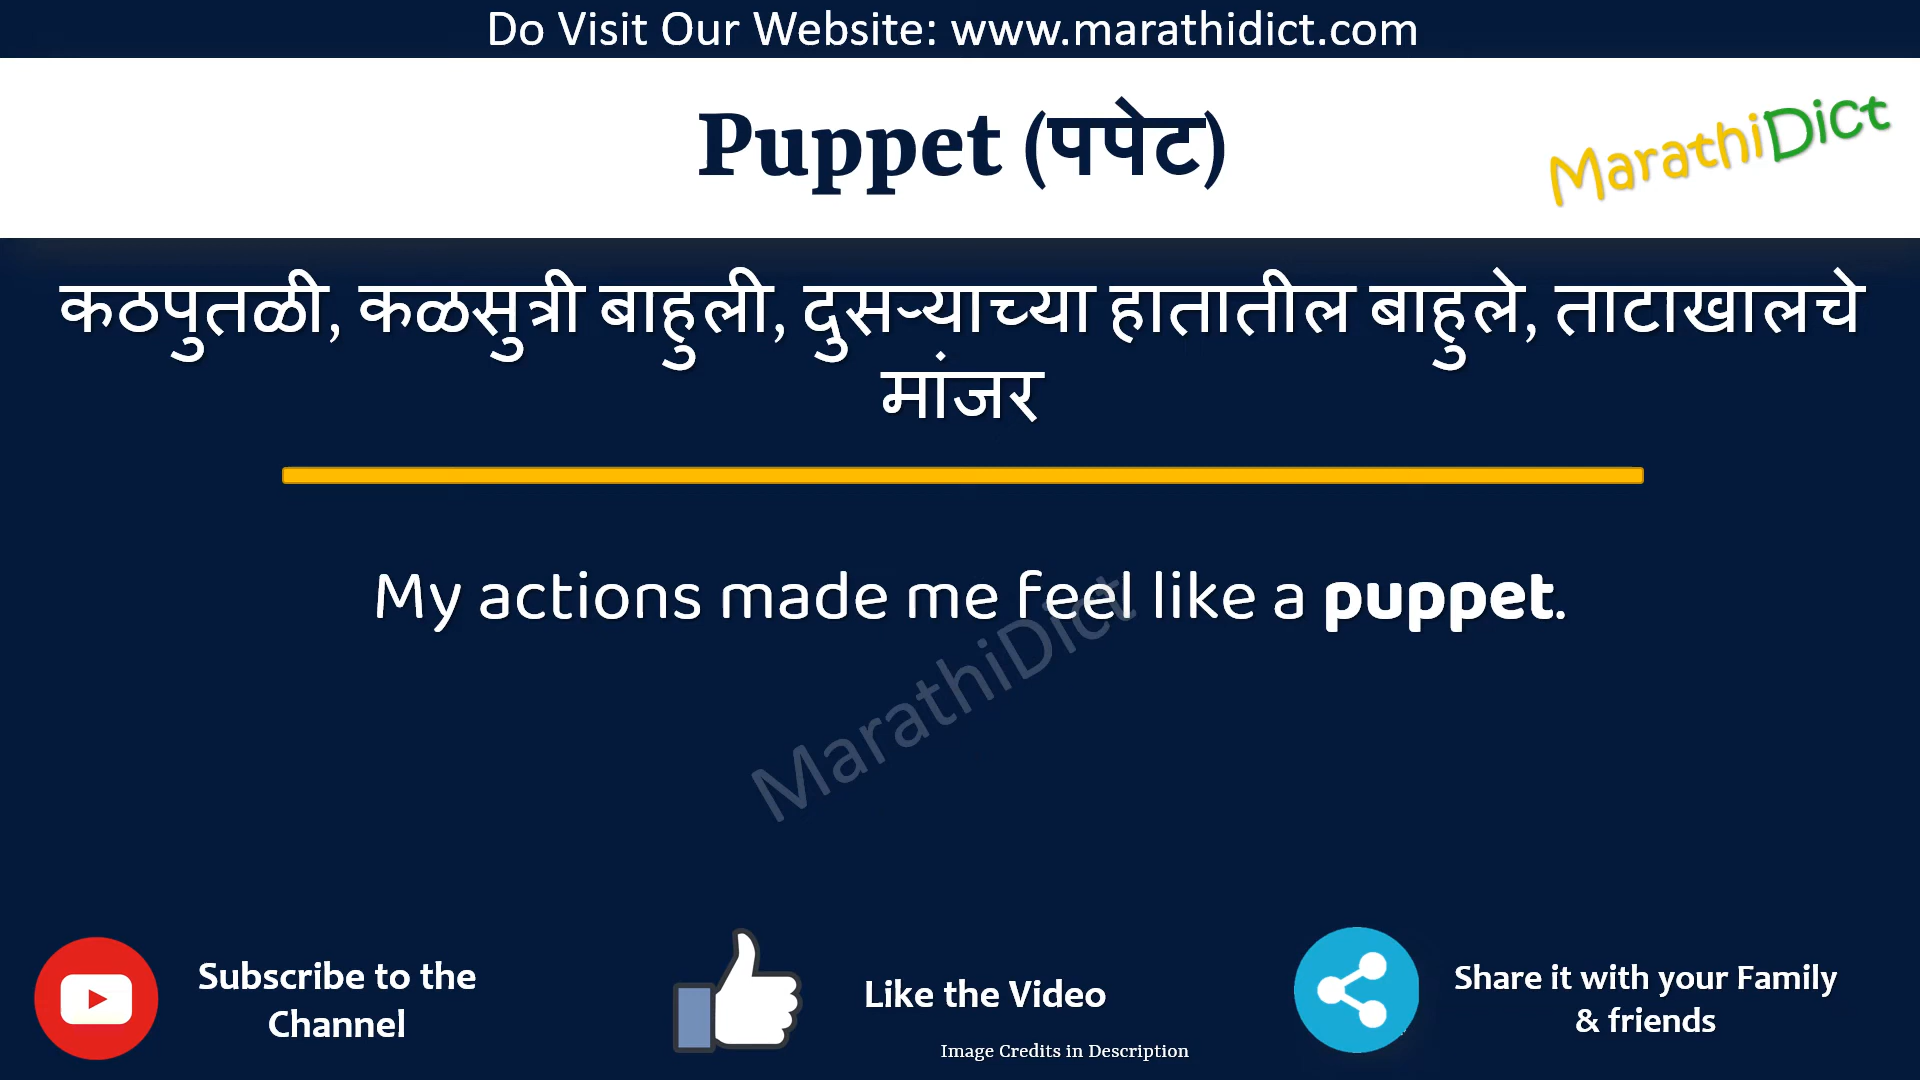 Do Visit Our Website: www.marathidict.com
Puppet (पपेट)
MarathiDict
कठपुतळी, कळसुत्री बाहुली, दुसऱ्याच्या हातातील बाहुले, ताटाखालचे
मांजर
My actions made me feel like a puppet.
MarathiDict
Subscribe to the
Channel
Like the Video
Share it with your Family
& friends
Image Credits in Description